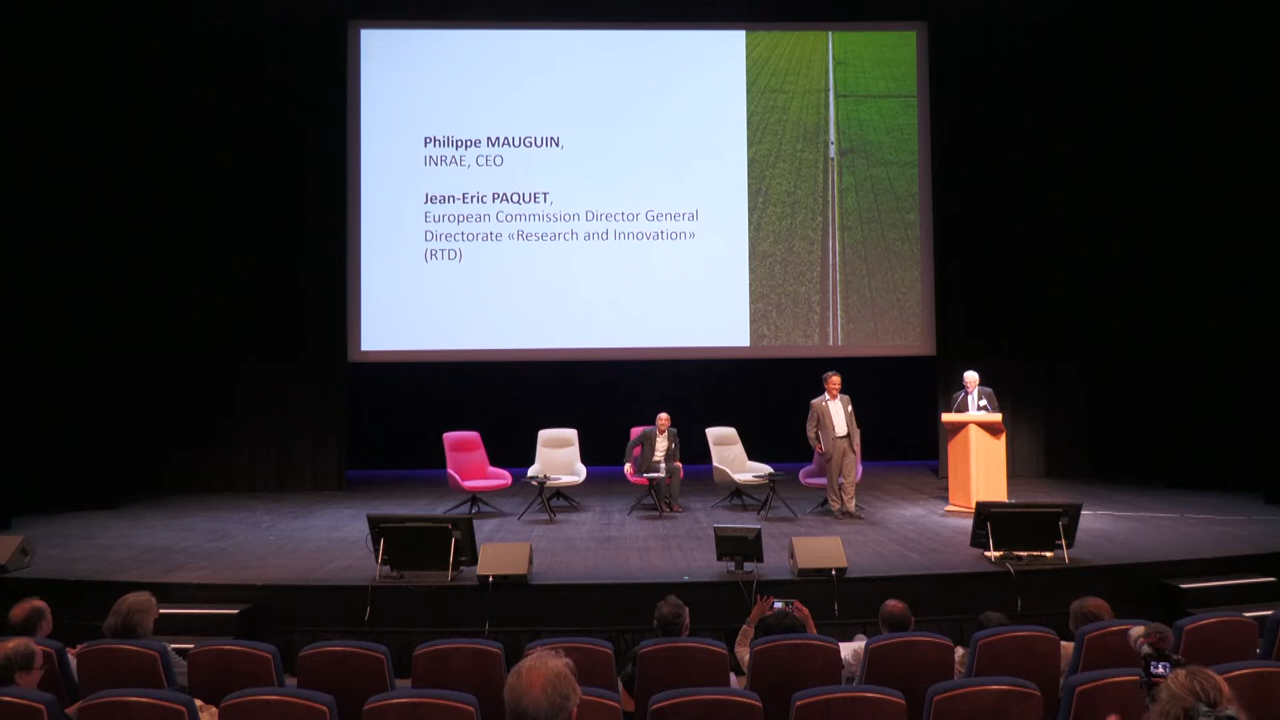 Philippe MAUGUIN,
INRAE, CEO
Jean-Eric PAQUET,
European Commission Director General
Directorate «Research and Innovation»
(RTD)